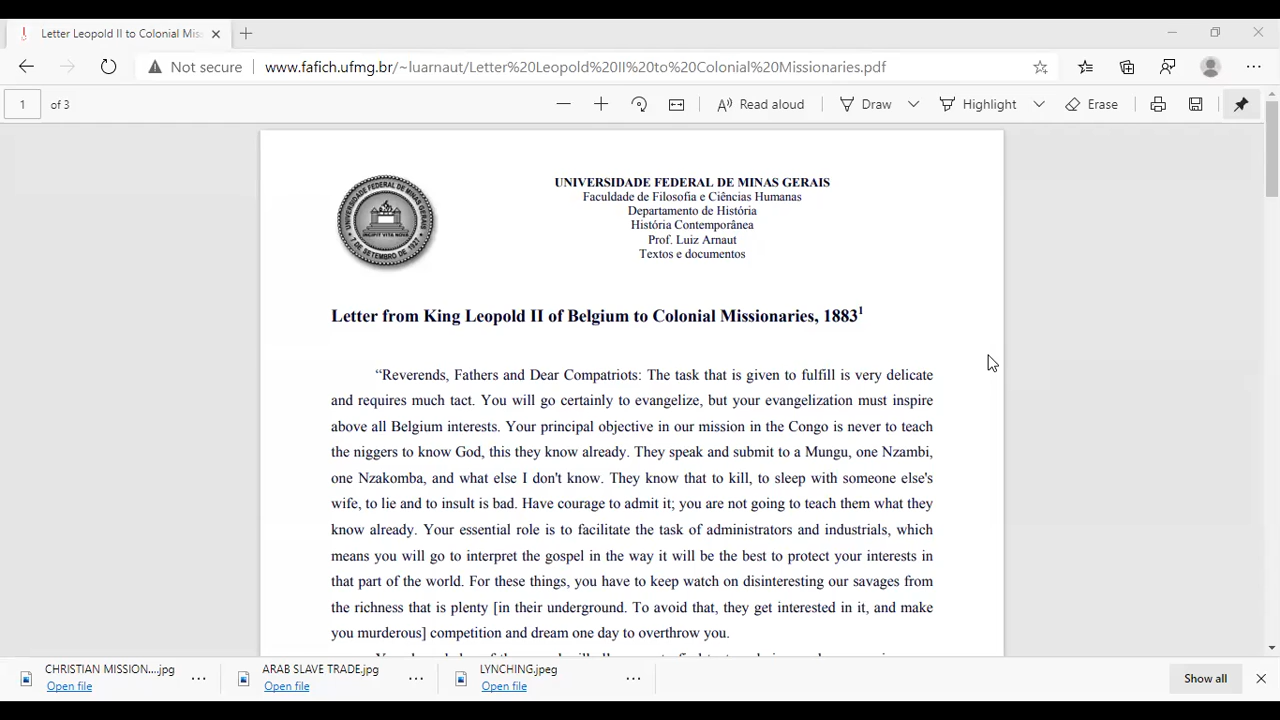 Letter Leopold II to Colonial Mis
Not secure
www.fafich.ufmg.br/~luarnaut/Letter%20Leopold%20II%20to%20Colonial%20Missionaries.pdf
1 of 3
Read aloud
Draw
Highlight
Erase
UNIVERSIDADE FEDERAL DE MINAS GERAIS
7 DE SETEMBRO DE 1927
INCIPIT VITA NOVA
UNIVERSIDADE FEDERAL DE MINAS GERAIS
Faculdade de Filosofia e Ciências Humanas
Departamento de História
História Contemporânea
Prof. Luiz Arnaut
Textos e documentos
Letter from King Leopold II of Belgium to Colonial Missionaries, 1883¹
“Reverends, Fathers and Dear Compatriots: The task that is given to fulfill is very delicate
and requires much tact. You will go certainly to evangelize, but your evangelization must inspire
above all Belgium interests. Your principal objective in our mission in the Congo is never to teach
the niggers to know God, this they know already. They speak and submit to a Mungu, one Nzambi,
one Nzakomba, and what else I don't know. They know that to kill, to sleep with someone else's
wife, to lie and to insult is bad. Have courage to admit it; you are not going to teach them what they
know already. Your essential role is to facilitate the task of administrators and industrials, which
means you will go to interpret the gospel in the way it will be the best to protect your interests in
that part of the world. For these things, you have to keep watch on disinteresting our savages from
the richness that is plenty [in their underground. To avoid that, they get interested in it, and make
you murderous] competition and dream one day to overthrow you.
CHRISTIAN MISSION....jpg
Open file
ARAB SLAVE TRADE.jpg
Open file
LYNCHING.jpeg
Open file
Show all